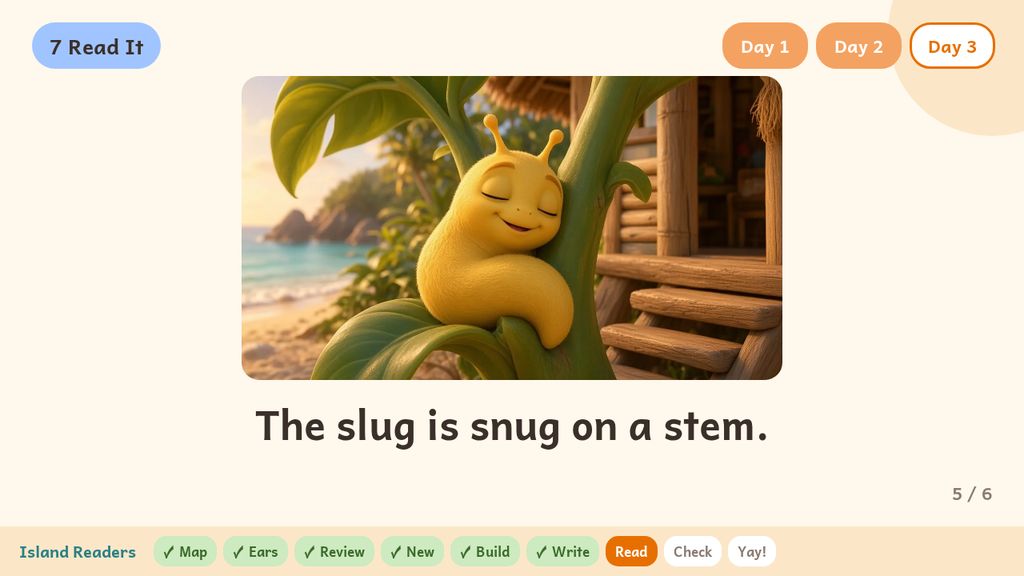 7 Read It
Day 1
Day 2
Day 3
The slug is snug on a stem.
5 / 6
Island Readers
✓ Map
✓ Ears
✓ Review
✓ New
✓ Build
✓ Write
Read
Check
Yay!